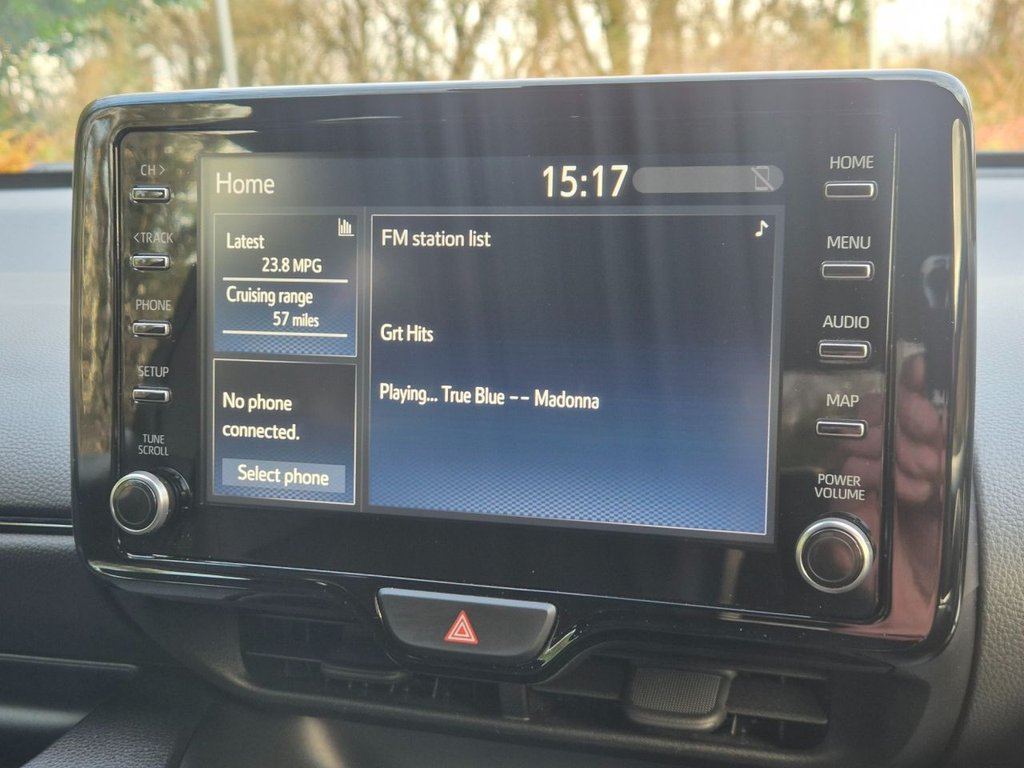 CH >
< TRACK
PHONE
SETUP
TUNE
SCROLL
Home
15:17
Latest
23.8 MPG
Cruising range
57 miles
No phone
connected.
Select phone
FM station list
Grt Hits
Playing... True Blue -- Madonna
HOME
MENU
AUDIO
MAP
POWER
VOLUME